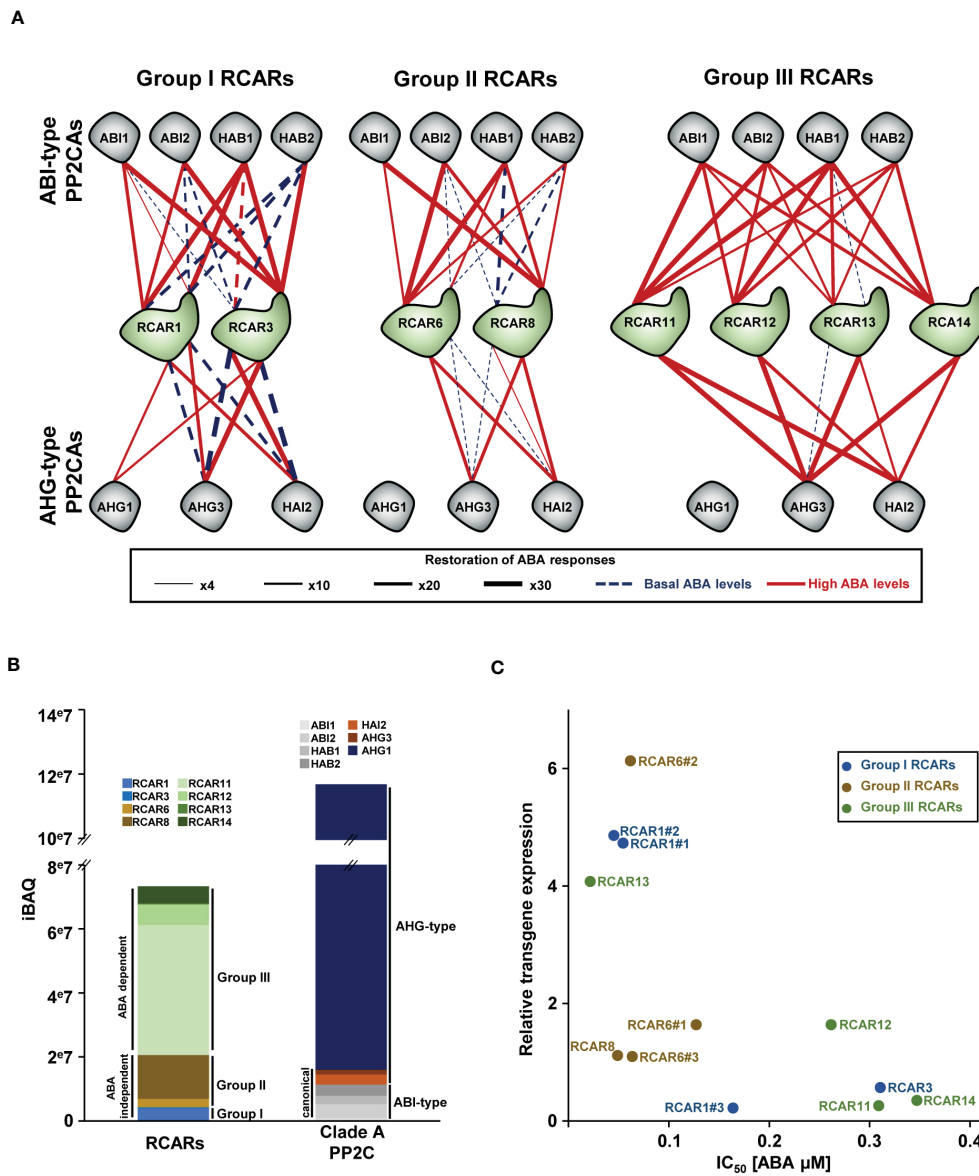 A
Group I RCARs
Group II RCARs
Group III RCARs
ABI-type
PP2CAs
ABI1 ABI2 HAB1 HAB2
ABI1 ABI2 HAB1 HAB2
ABI1 ABI2 HAB1 HAB2
RCAR1 RCAR3
RCAR6 RCAR8
RCAR11 RCAR12 RCAR13 RCA14
AHG-type
PP2CAs
AHG1 AHG3 HAI2
AHG1 AHG3 HAI2
AHG1 AHG3 HAI2
Restoration of ABA responses
x4 x10 x20 x30 Basal ABA levels High ABA levels
B
iBAQ
14e7
12e7
10e7
8e7
6e7
4e7
2e7
0
RCAR1 RCAR11
RCAR3 RCAR12
RCAR6 RCAR13
RCAR8 RCAR14
ABI1 HAI2
ABI2 AHG3
HAB1 AHG1
HAB2
ABA dependent
ABA
independent
Group III
Group II
Group I
canonical
AHG-type
ABI-type
RCARs
Clade A
PP2C
C
Relative transgene expression
6
4
2
0
Group I RCARs
Group II RCARs
Group III RCARs
RCAR6#2
RCAR1#2
RCAR1#1
RCAR13
RCAR6#1
RCAR12
RCAR8
RCAR6#3
RCAR3
RCAR1#3
RCAR11
RCAR14
0.1 0.2 0.3 0.4
IC50 [ABA µM]